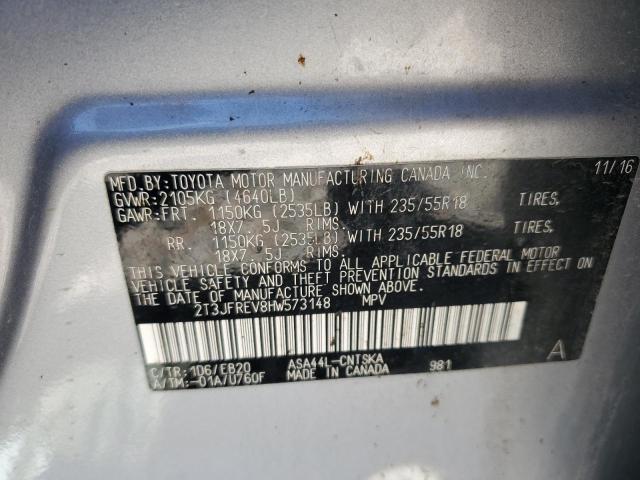 MFD.BY:TOYOTA MOTOR MANUFACTURING CANADA INC. 11/16
GVWR:2105KG (4640LB)
GAWR:FRT. 1150KG (2535LB) WITH 235/55R18 TIRES.
18X7. 5J RIMS.
RR. 1150KG (2535LB) WITH 235/55R18 TIRES.
18X7. 5J RIMS.
THIS VEHICLE CONFORMS TO ALL APPLICABLE FEDERAL MOTOR
VEHICLE SAFETY AND THEFT PREVENTION STANDARDS IN EFFECT ON
THE DATE OF MANUFACTURE SHOWN ABOVE.
2T3JFREV8HW573148 MPV
A
C/TR:1D6/EB20 ASA44L-CNTSKA 981
A/TM:-01A/U760F MADE IN CANADA